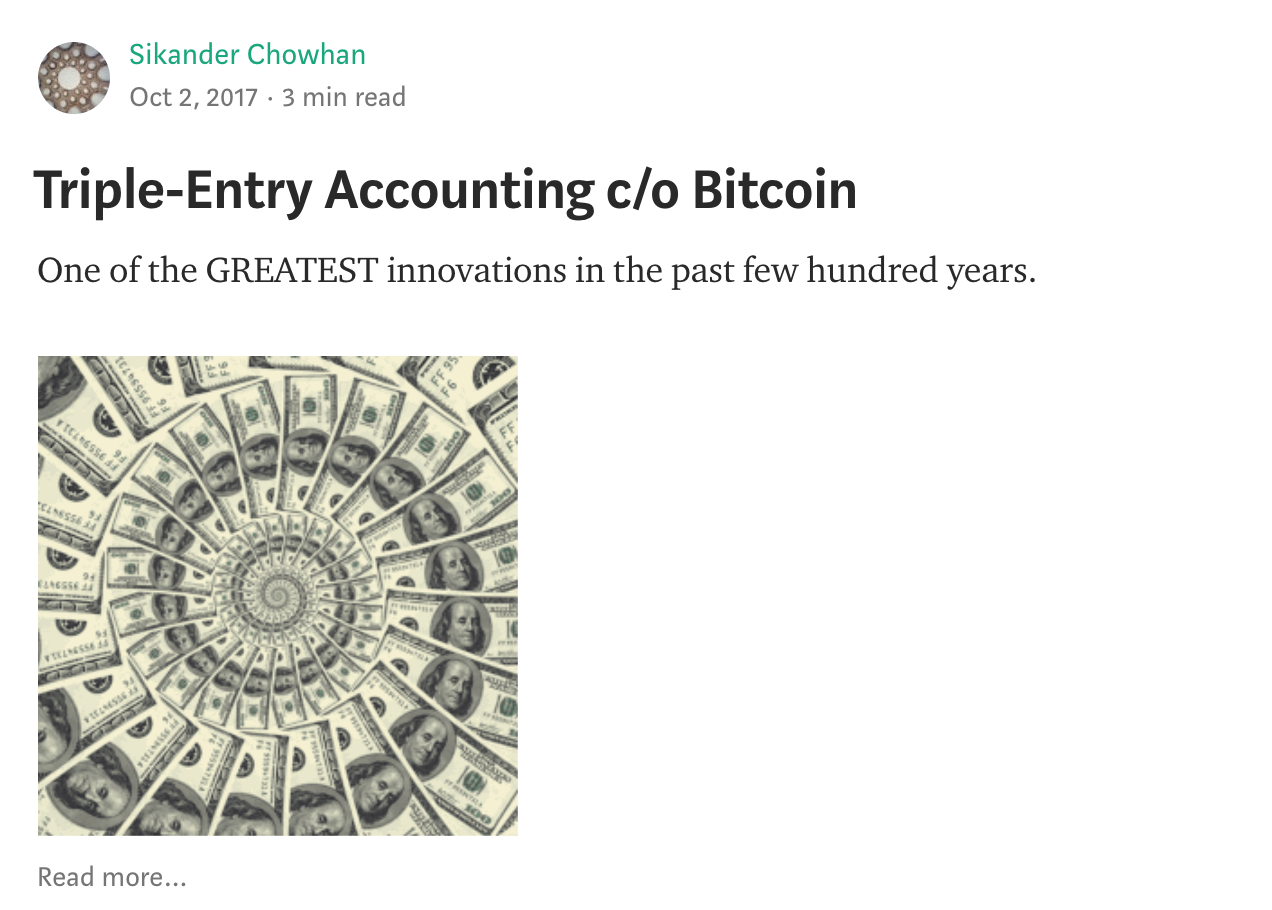 Sikander Chowhan
Oct 2, 2017 · 3 min read
Triple-Entry Accounting c/o Bitcoin
One of the GREATEST innovations in the past few hundred years.
Read more...